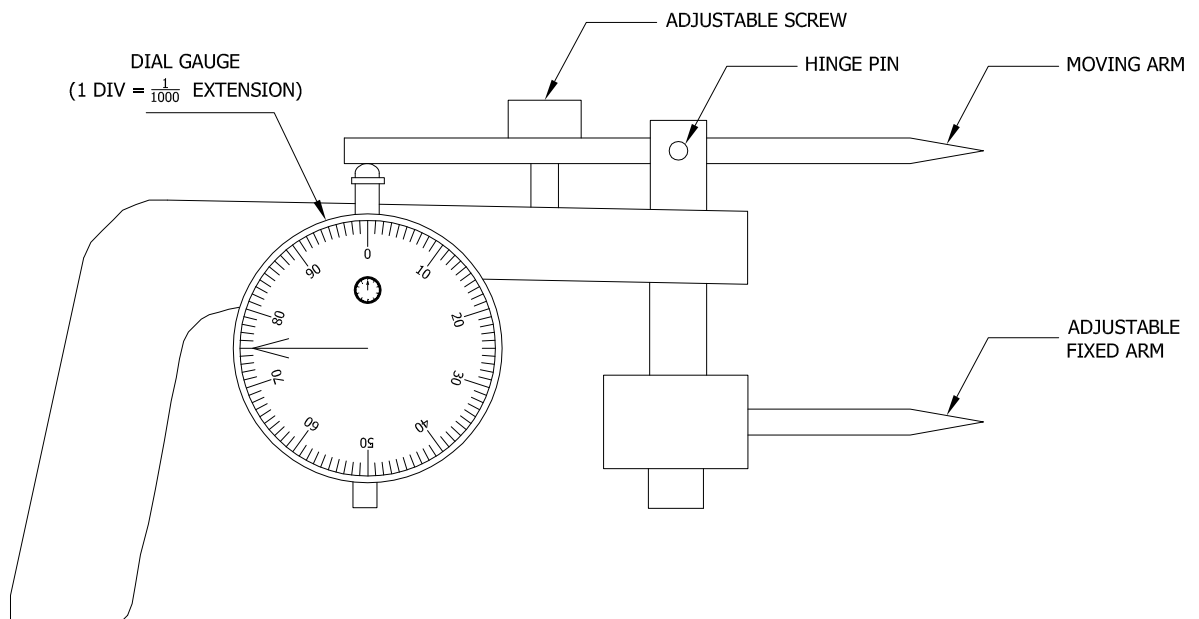 ADJUSTABLE SCREW
DIAL GAUGE
(1 DIV = 1/1000 EXTENSION)
HINGE PIN
MOVING ARM
0
10
20
30
40
50
60
70
80
90
ADJUSTABLE
FIXED ARM